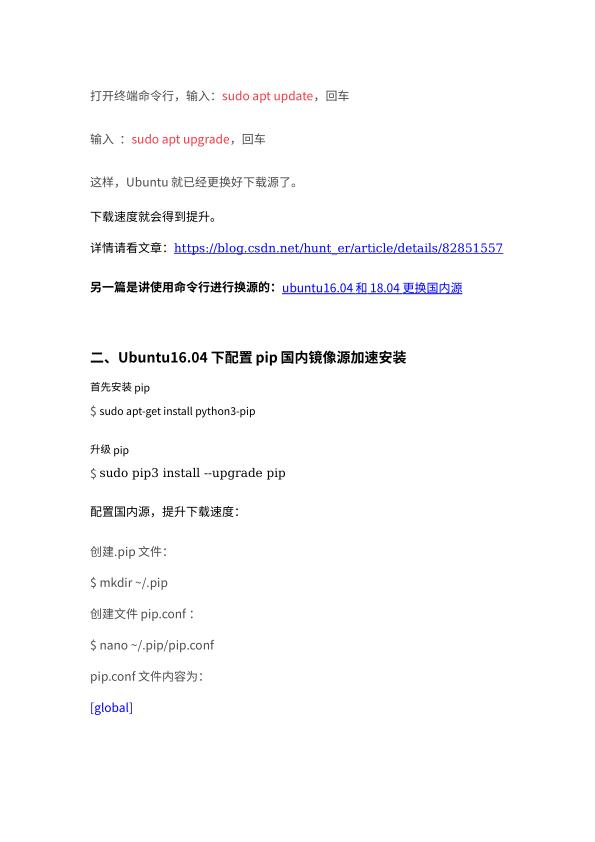 打开终端命令行，输入：sudo apt update，回车
输入 ：sudo apt upgrade，回车
这样，Ubuntu 就已经更换好下载源了。
下载速度就会得到提升。
详情请看文章：https://blog.csdn.net/hunt_er/article/details/82851557
另一篇是讲使用命令行进行换源的：ubuntu16.04 和 18.04 更换国内源
二、Ubuntu16.04 下配置 pip 国内镜像源加速安装
首先安装 pip
$ sudo apt-get install python3-pip
升级 pip
$ sudo pip3 install --upgrade pip
配置国内源，提升下载速度：
创建.pip 文件：
$ mkdir ~/.pip
创建文件 pip.conf ：
$ nano ~/.pip/pip.conf
pip.conf 文件内容为：
[global]